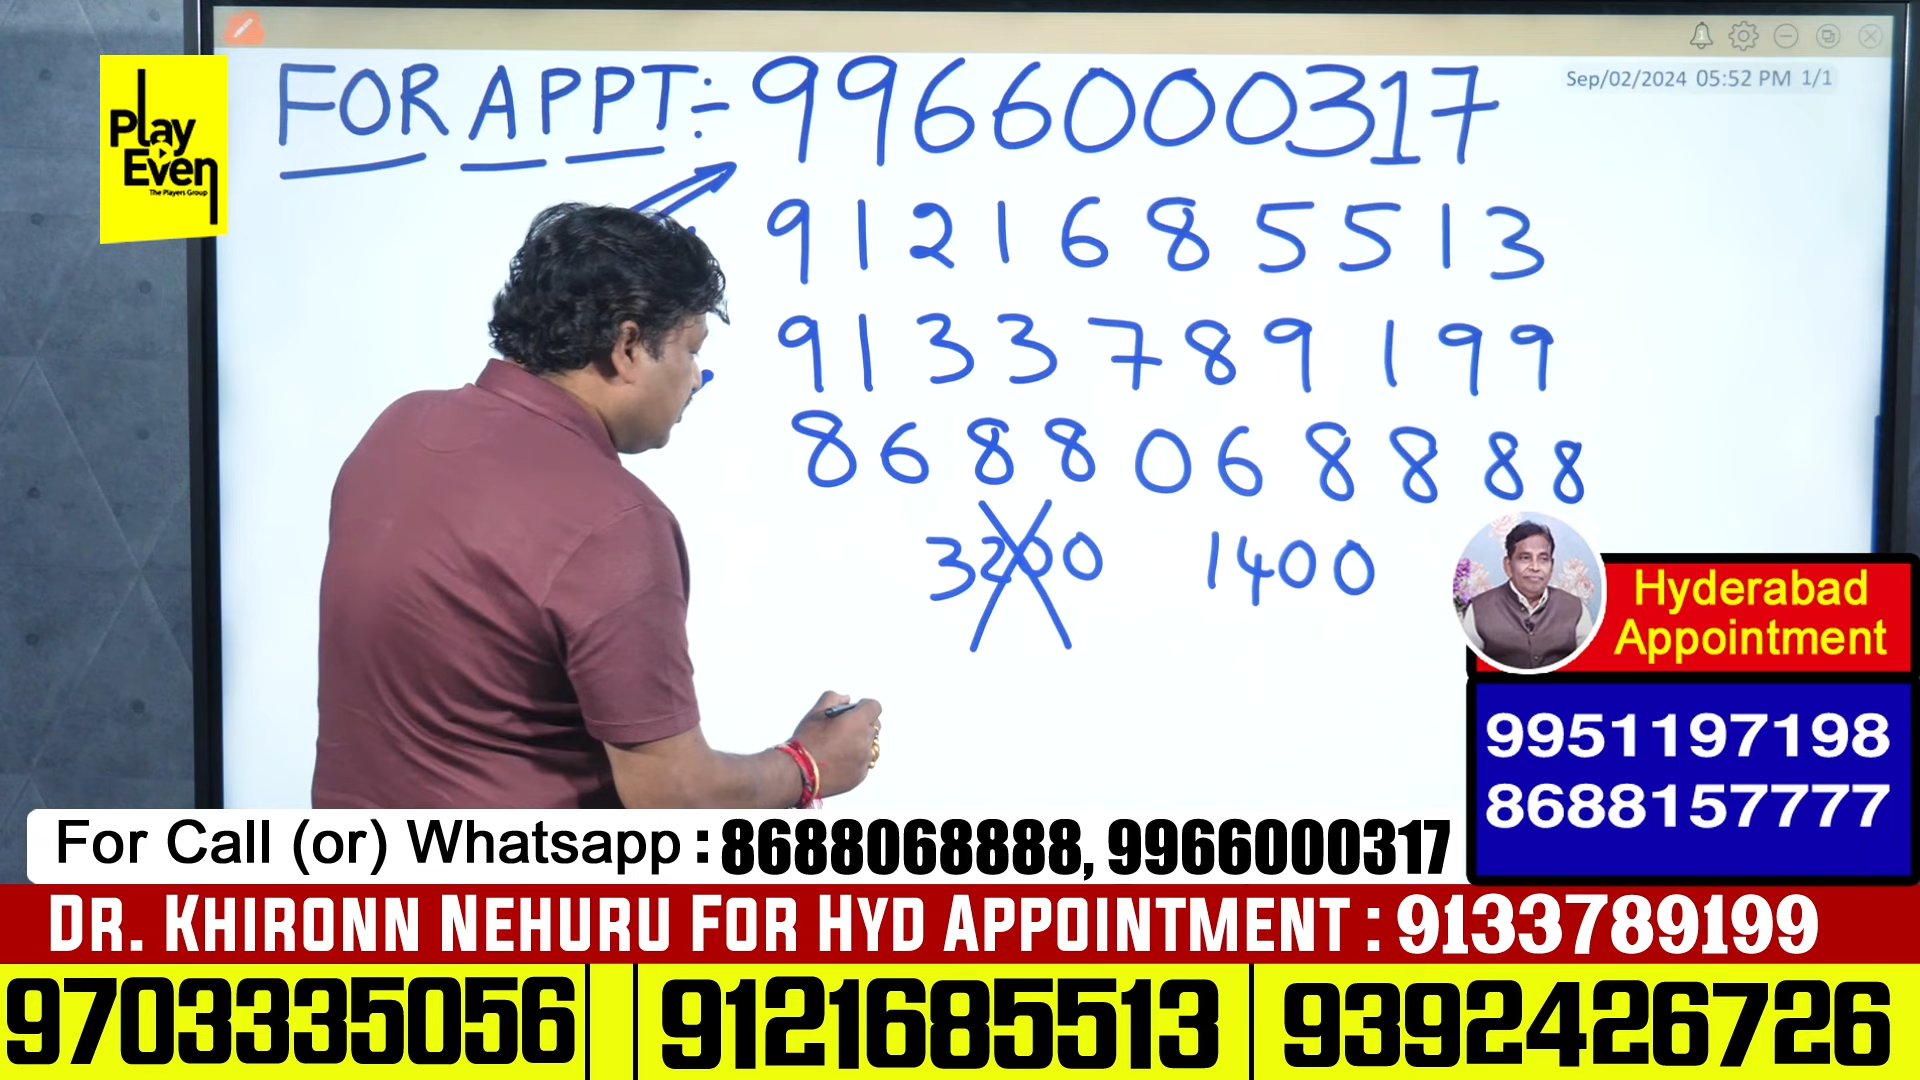 Play
Even
The Players Group
Sep/02/2024 05:52 PM 1/1
FOR APPT:- 9966000317
9121685513
9133789199
8688068888
3200 1400
Hyderabad
Appointment
9951197198
8688157777
For Call (or) Whatsapp : 8688068888, 9966000317
DR. KHIRONN NEHURU FOR HYD APPOINTMENT : 9133789199
9703335056 9121685513 9392426726